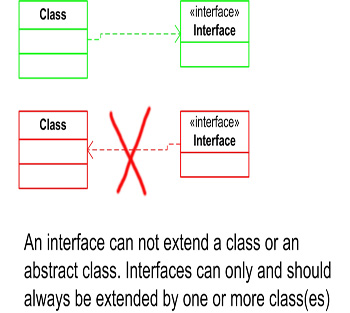 Class
«interface»
Interface
Class
«interface»
Interface
An interface can not extend a class or an
abstract class. Interfaces can only and should
always be extended by one or more class(es)